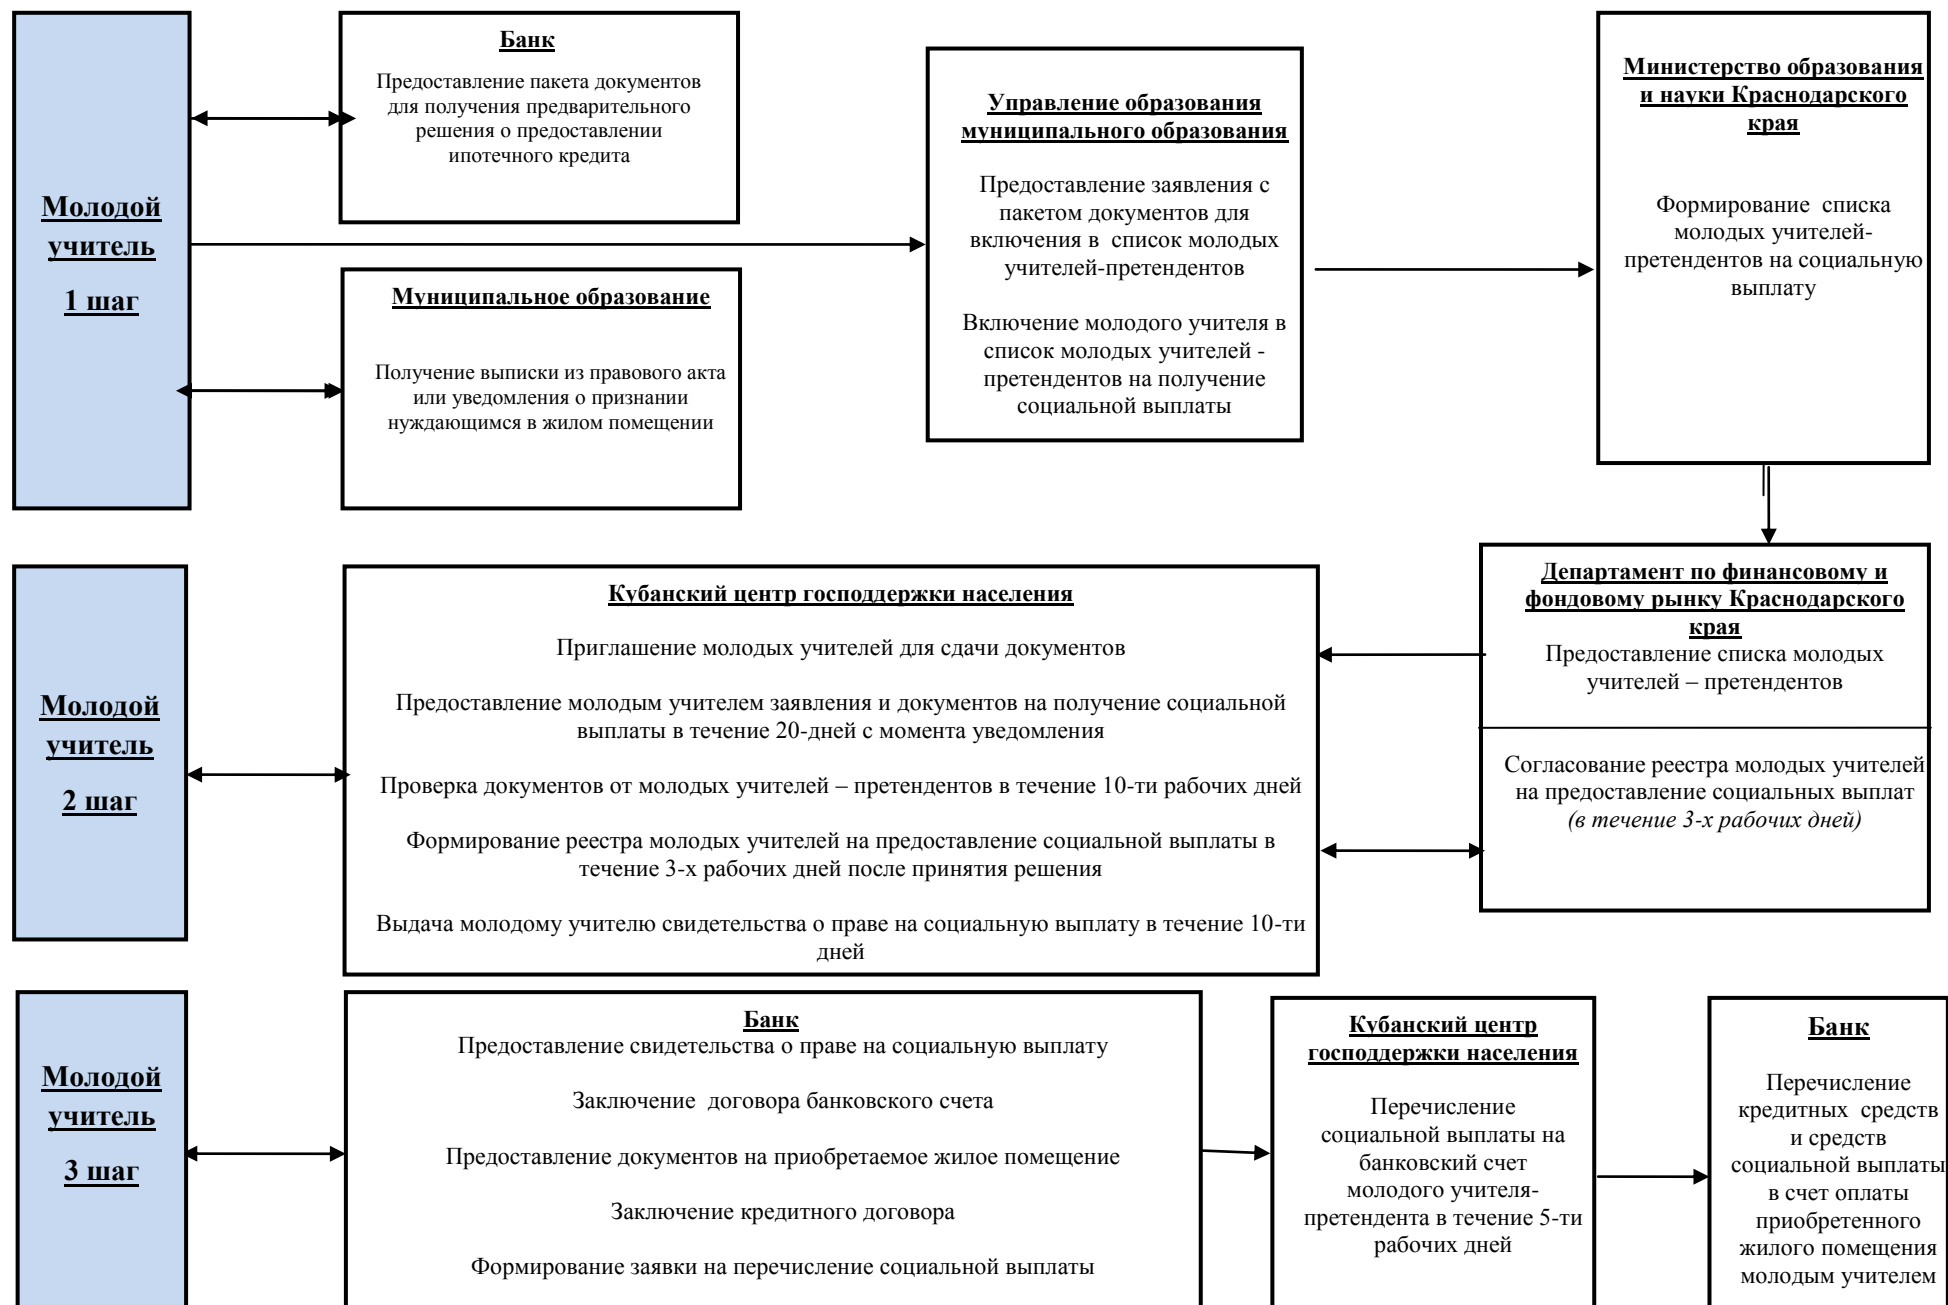 Молодой
учитель
1 шаг
Банк
Предоставление пакета документов
для получения предварительного
решения о предоставлении
ипотечного кредита
Муниципальное образование
Получение выписки из правового акта
или уведомления о признании
нуждающимся в жилом помещении
Управление образования
муниципального образования
Предоставление заявления с
пакетом документов для
включения в список молодых
учителей-претендентов
Включение молодого учителя в
список молодых учителей -
претендентов на получение
социальной выплаты
Министерство образования
и науки Краснодарского
края
Формирование списка
молодых учителей-
претендентов на социальную
выплату
Молодой
учитель
2 шаг
Кубанский центр господдержки населения
Приглашение молодых учителей для сдачи документов
Предоставление молодым учителем заявления и документов на получение социальной
выплаты в течение 20-дней с момента уведомления
Проверка документов от молодых учителей – претендентов в течение 10-ти рабочих дней
Формирование реестра молодых учителей на предоставление социальной выплаты в
течение 3-х рабочих дней после принятия решения
Выдача молодому учителю свидетельства о праве на социальную выплату в течение 10-ти
дней
Департамент по финансовому и
фондовому рынку Краснодарского
края
Предоставление списка молодых
учителей – претендентов
Согласование реестра молодых учителей
на предоставление социальных выплат
(в течение 3-х рабочих дней)
Молодой
учитель
3 шаг
Банк
Предоставление свидетельства о праве на социальную выплату
Заключение договора банковского счета
Предоставление документов на приобретаемое жилое помещение
Заключение кредитного договора
Формирование заявки на перечисление социальной выплаты
Кубанский центр
господдержки населения
Перечисление
социальной выплаты на
банковский счет
молодого учителя-
претендента в течение 5-ти
рабочих дней
Банк
Перечисление
кредитных средств
и средств
социальной выплаты
в счет оплаты
приобретенного
жилого помещения
молодым учителем